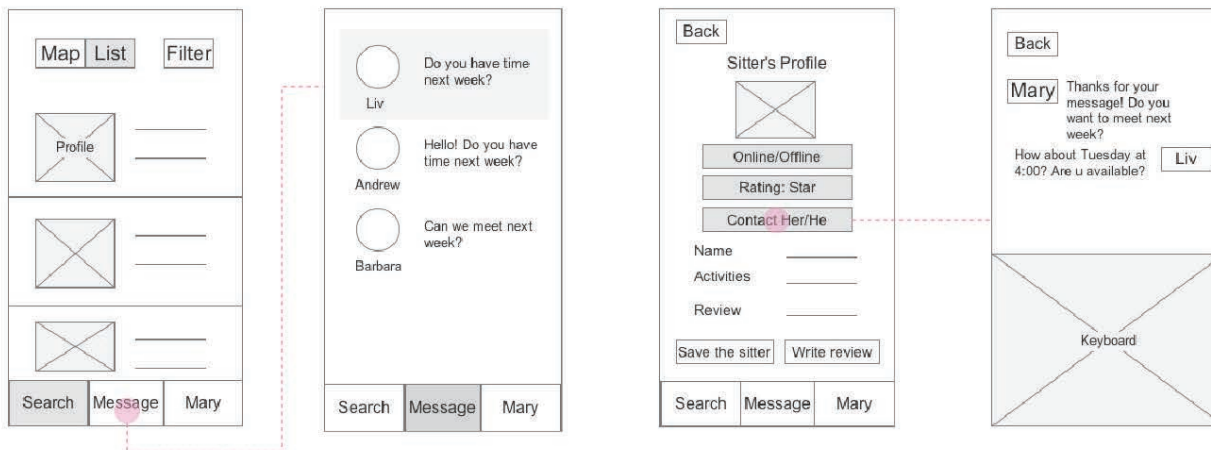 Map List Filter
Profile
Search Message Mary
Do you have time
next week?
Liv
Hello! Do you have
time next week?
Andrew
Can we meet next
week?
Barbara
Search Message Mary
Back
Sitter's Profile
Online/Offline
Rating: Star
Contact Her/He
Name
Activities
Review
Save the sitter Write review
Search Message Mary
Back
Mary
Thanks for your
message! Do you
want to meet next
week?
How about Tuesday at
4:00? Are u available?
Liv
Keyboard